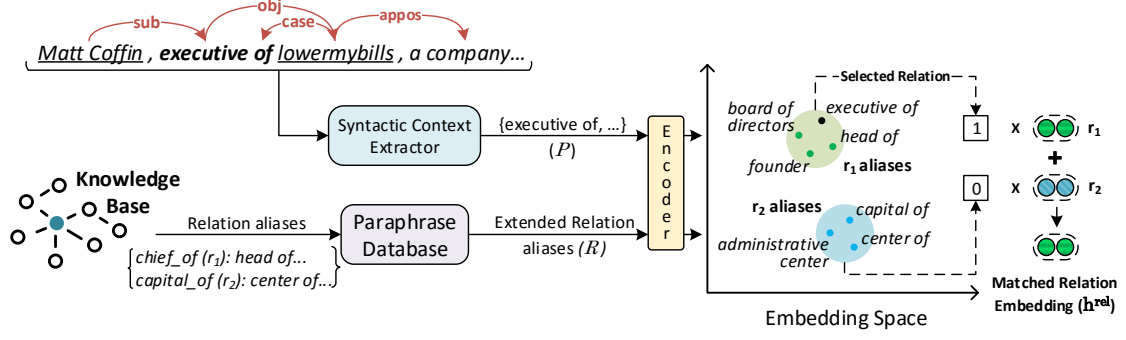 sub
obj
case
appos
Matt Coffin , executive of lowermybills , a company...
Syntactic Context
Extractor
{executive of, ...}
(P)
Knowledge
Base
Relation aliases
chief_of (r1): head of...
capital_of (r2): center of...
Paraphrase
Database
Extended Relation
aliases (R)
Encoder
Selected Relation
board of
directors
executive of
head of
founder
r1 aliases
r2 aliases
capital of
center of
administrative
center
Embedding Space
1
x
r1
+
0
x
r2
Matched Relation
Embedding (h^rel)